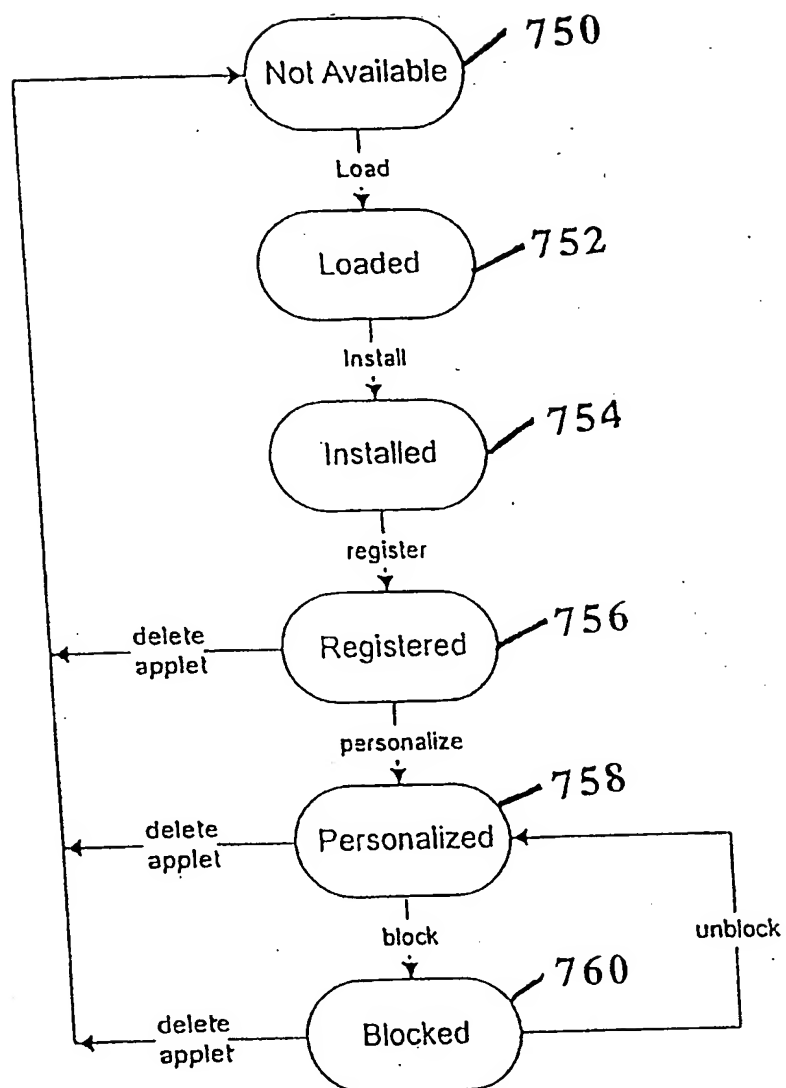 750
Not Available
Load
752
Loaded
Install
754
Installed
register
756
Registered
delete
applet
personalize
758
Personalized
delete
applet
block
unblock
760
Blocked
delete
applet